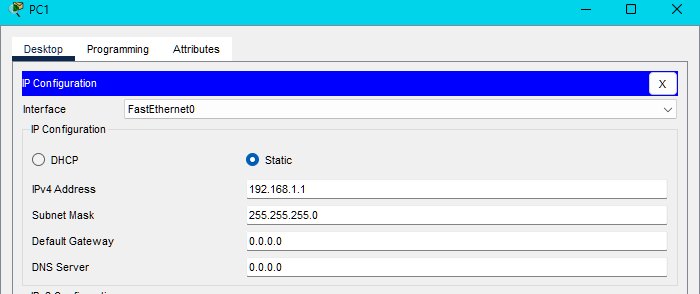 PC1
Desktop Programming Attributes
IP Configuration X
Interface FastEthernet0
IP Configuration
DHCP Static
IPv4 Address 192.168.1.1
Subnet Mask 255.255.255.0
Default Gateway 0.0.0.0
DNS Server 0.0.0.0